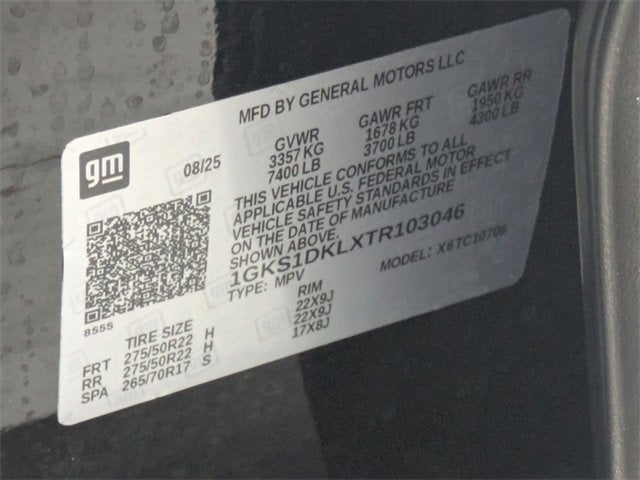 MFD BY GENERAL MOTORS LLC
gm
08/25
GVWR GAWR FRT GAWR RR
3357 KG 1678 KG 1950 KG
7400 LB 3700 LB 4300 LB
THIS VEHICLE CONFORMS TO ALL
APPLICABLE U.S. FEDERAL MOTOR
VEHICLE SAFETY STANDARDS IN EFFECT
ON THE DATE OF MANUFACTURE
SHOWN ABOVE.
1GKS1DKLXTR103046
TYPE: MPV MODEL: X6TC10706
8555
TIRE SIZE RIM
FRT 275/50R22 H 22X9J
RR 275/50R22 H 22X9J
SPA 265/70R17 S 17X8J